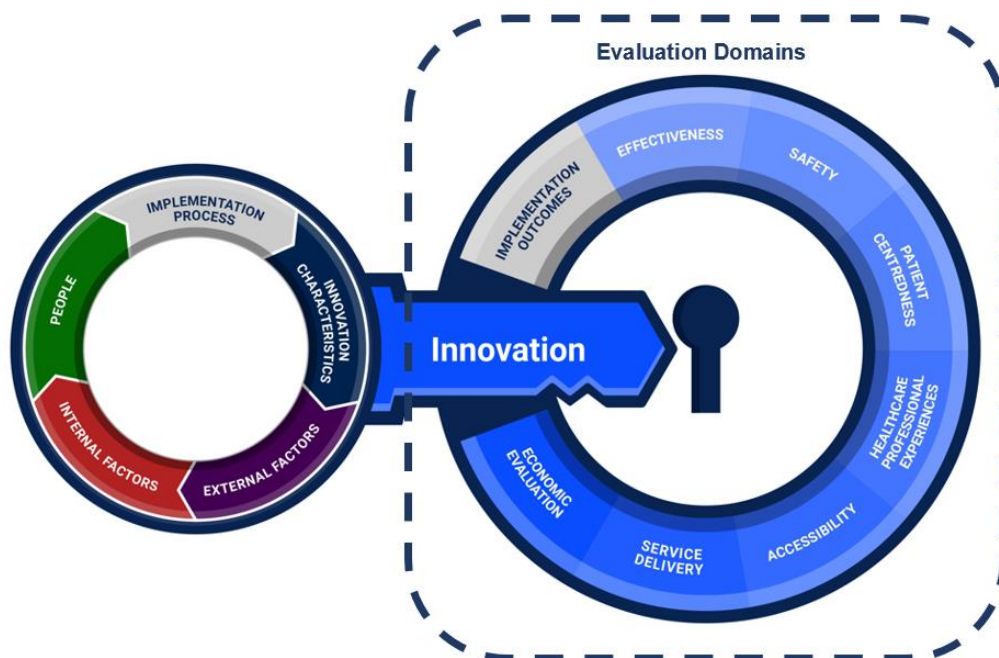 Evaluation Domains
IMPLEMENTATION
PROCESS
INNOVATION
CHARACTERISTICS
EXTERNAL FACTORS
INTERNAL FACTORS
PEOPLE
Innovation
IMPLEMENTATION
OUTCOMES
EFFECTIVENESS
SAFETY
PATIENT
CENTREDNESS
HEALTHCARE
PROFESSIONAL
EXPERIENCES
ACCESSIBILITY
SERVICE
DELIVERY
ECONOMIC
EVALUATION